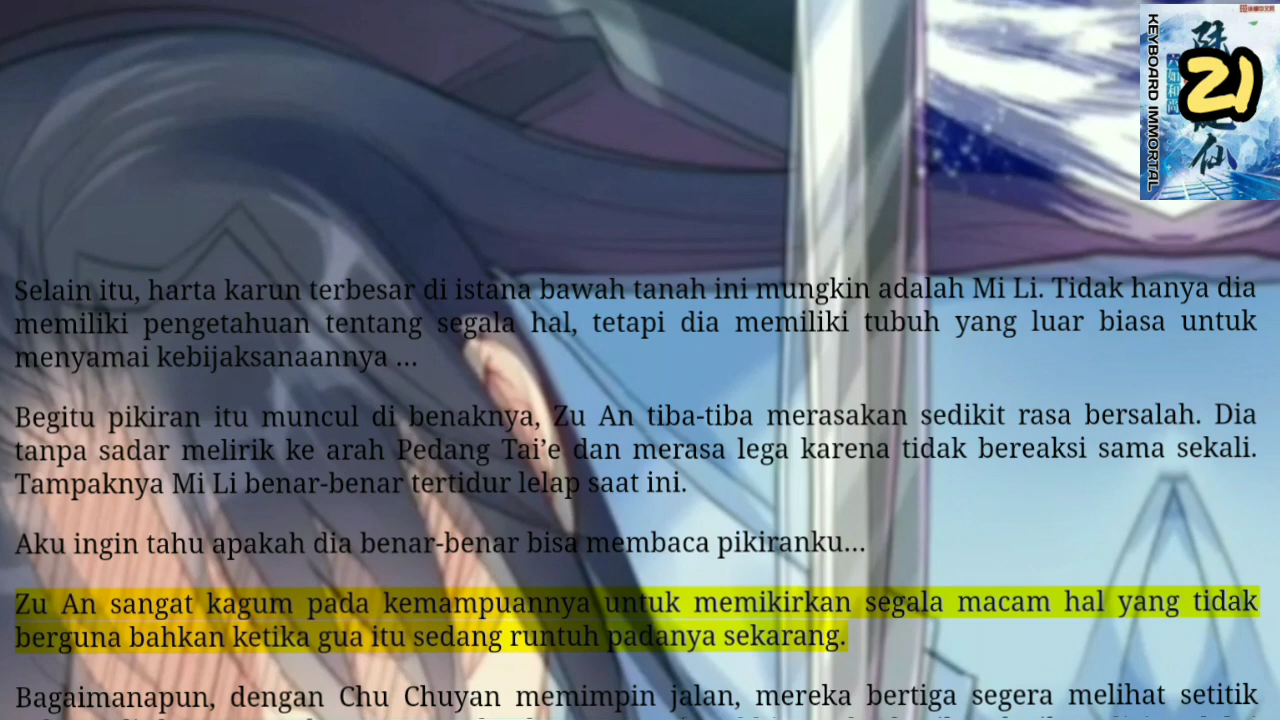 KEYBOARD IMMORTAL
21
仙
Selain itu, harta karun terbesar di istana bawah tanah ini mungkin adalah Mi Li. Tidak hanya dia
memiliki pengetahuan tentang segala hal, tetapi dia memiliki tubuh yang luar biasa untuk
menyamai kebijaksanaannya ...
Begitu pikiran itu muncul di benaknya, Zu An tiba-tiba merasakan sedikit rasa bersalah. Dia
tanpa sadar melirik ke arah Pedang Tai’e dan merasa lega karena tidak bereaksi sama sekali.
Tampaknya Mi Li benar-benar tertidur lelap saat ini.
Aku ingin tahu apakah dia benar-benar bisa membaca pikiranku...
Zu An sangat kagum pada kemampuannya untuk memikirkan segala macam hal yang tidak
berguna bahkan ketika gua itu sedang runtuh padanya sekarang.
Bagaimanapun, dengan Chu Chuyan memimpin jalan, mereka bertiga segera melihat setitik